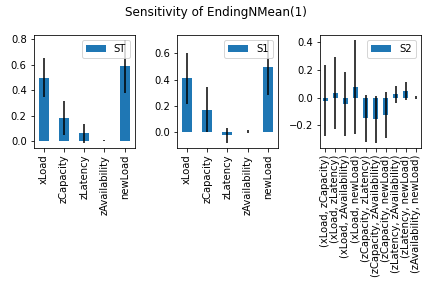 Sensitivity of EndingNMean(1)
ST
0.8
0.6
0.4
0.2
0.0
xLoad
zCapacity
zLatency
zAvailability
newLoad
S1
0.6
0.4
0.2
0.0
xLoad
zCapacity
zLatency
zAvailability
newLoad
S2
0.4
0.2
0.0
−0.2
(xLoad, zCapacity)
(xLoad, zLatency)
(xLoad, zAvailability)
(xLoad, newLoad)
(zCapacity, zLatency)
(zCapacity, zAvailability)
(zCapacity, newLoad)
(zLatency, zAvailability)
(zLatency, newLoad)
(zAvailability, newLoad)